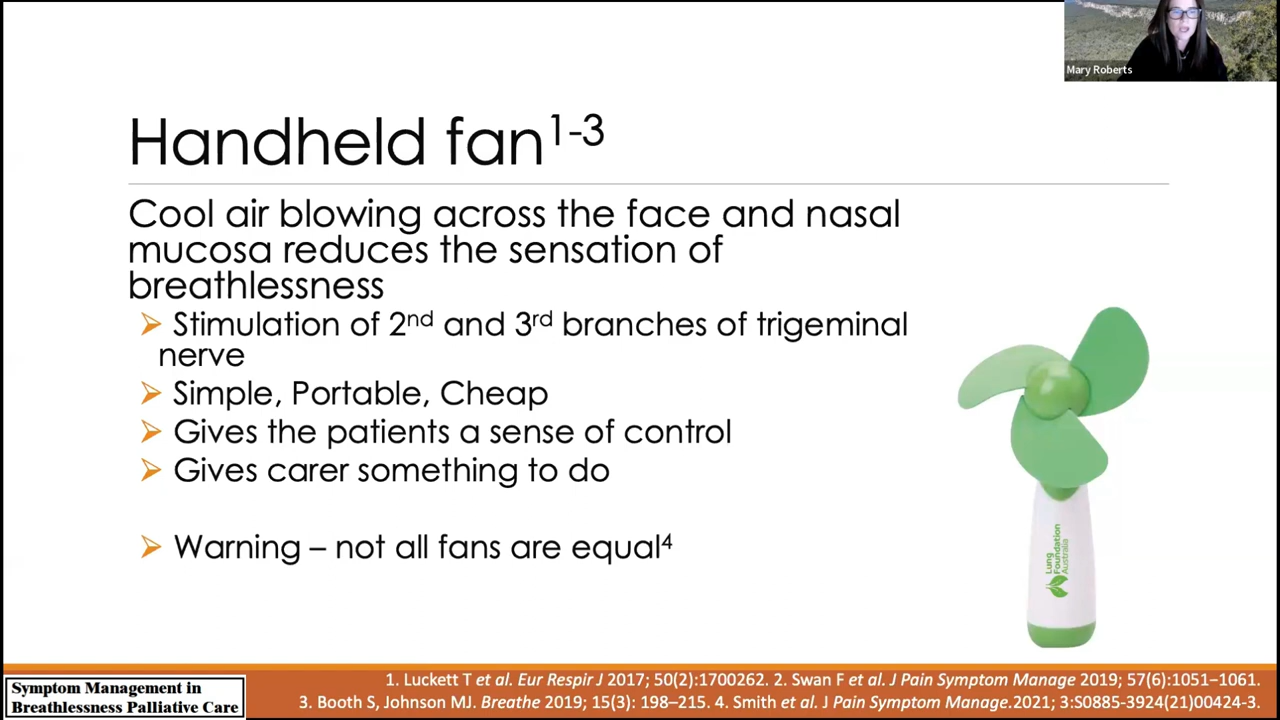 Mary Roberts
Handheld fan1-3
Cool air blowing across the face and nasal
mucosa reduces the sensation of
breathlessness
Stimulation of 2nd and 3rd branches of trigeminal
nerve
Simple, Portable, Cheap
Gives the patients a sense of control
Gives carer something to do
Warning – not all fans are equal4
Lung
Foundation
Australia
1. Luckett T et al. Eur Respir J 2017; 50(2):1700262. 2. Swan F et al. J Pain Symptom Manage 2019; 57(6):1051–1061.
3. Booth S, Johnson MJ. Breathe 2019; 15(3): 198–215. 4. Smith et al. J Pain Symptom Manage.2021; 3:S0885-3924(21)00424-3.
Symptom Management in
Breathlessness Palliative Care